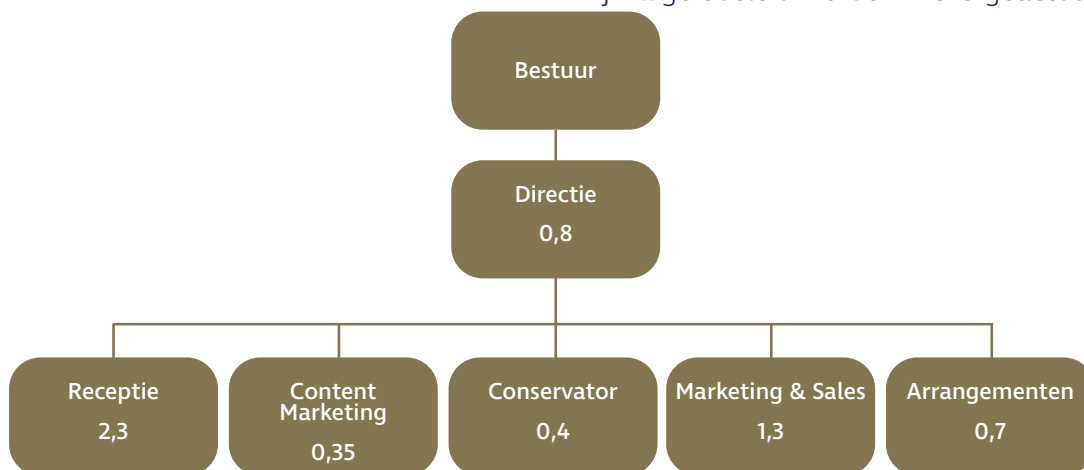 Bestuur
Directie
0,8
Receptie
2,3
Content
Marketing
0,35
Conservator
0,4
Marketing & Sales
1,3
Arrangementen
0,7